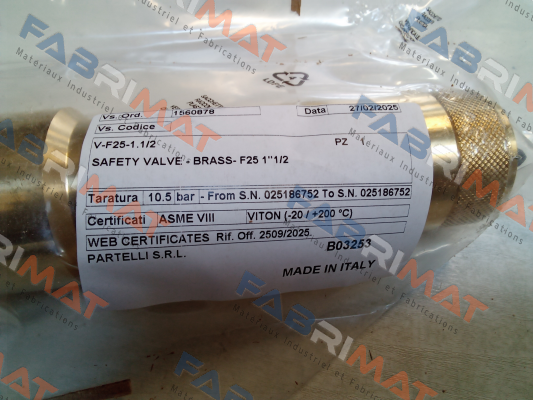 FABRIMAT
Materiaux Industriel et Fabrications
Vs. Ord. 1560878 Data 27/02/2025
Vs. Codice
V-F25-1.1/2 PZ
SAFETY VALVE - BRASS- F25 1"1/2
Taratura 10.5 bar - From S.N. 025186752 To S.N. 025186752
Certificati ASME VIII VITON (-20 / +200 °C)
WEB CERTIFICATES Rif. Off. 2509/2025.
PARTELLI S.R.L. B03253
MADE IN ITALY
LDPE